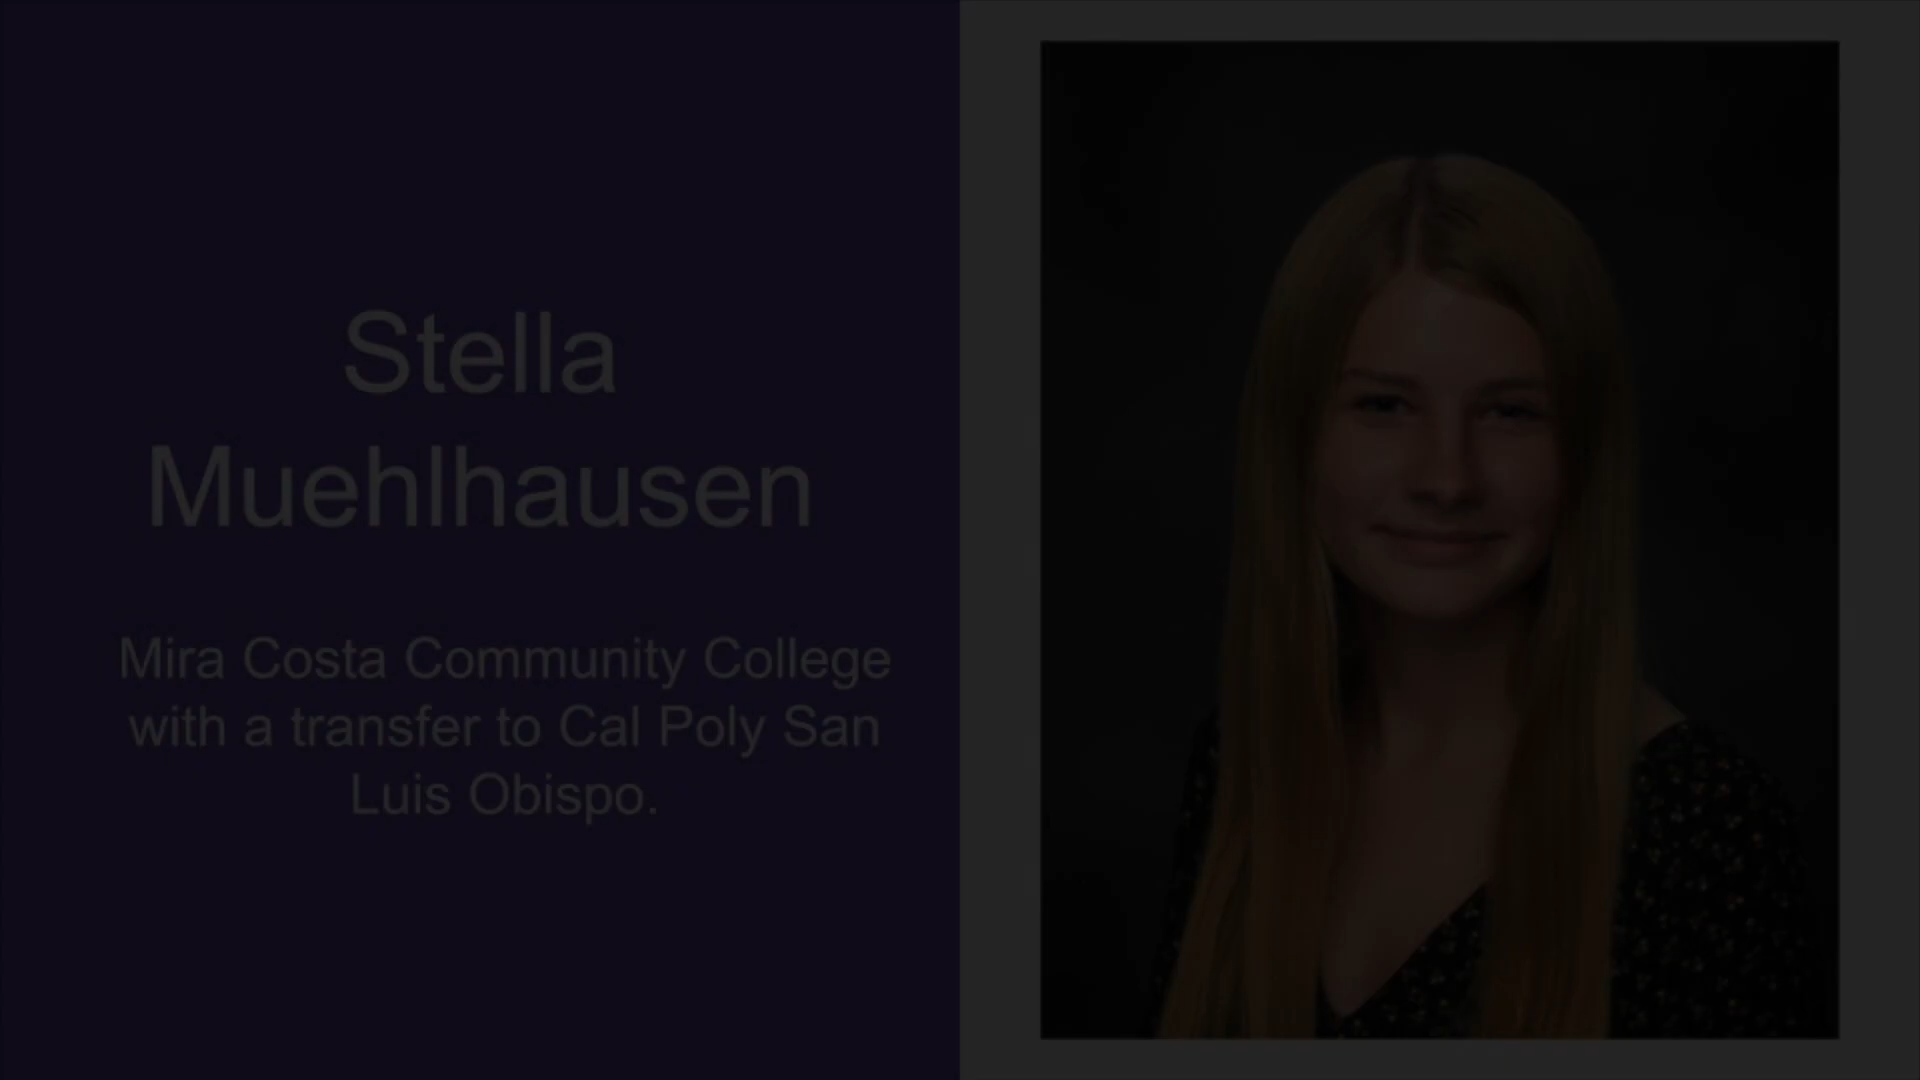 Stella
Muehlhausen
Mira Costa Community College
with a transfer to Cal Poly San
Luis Obispo.